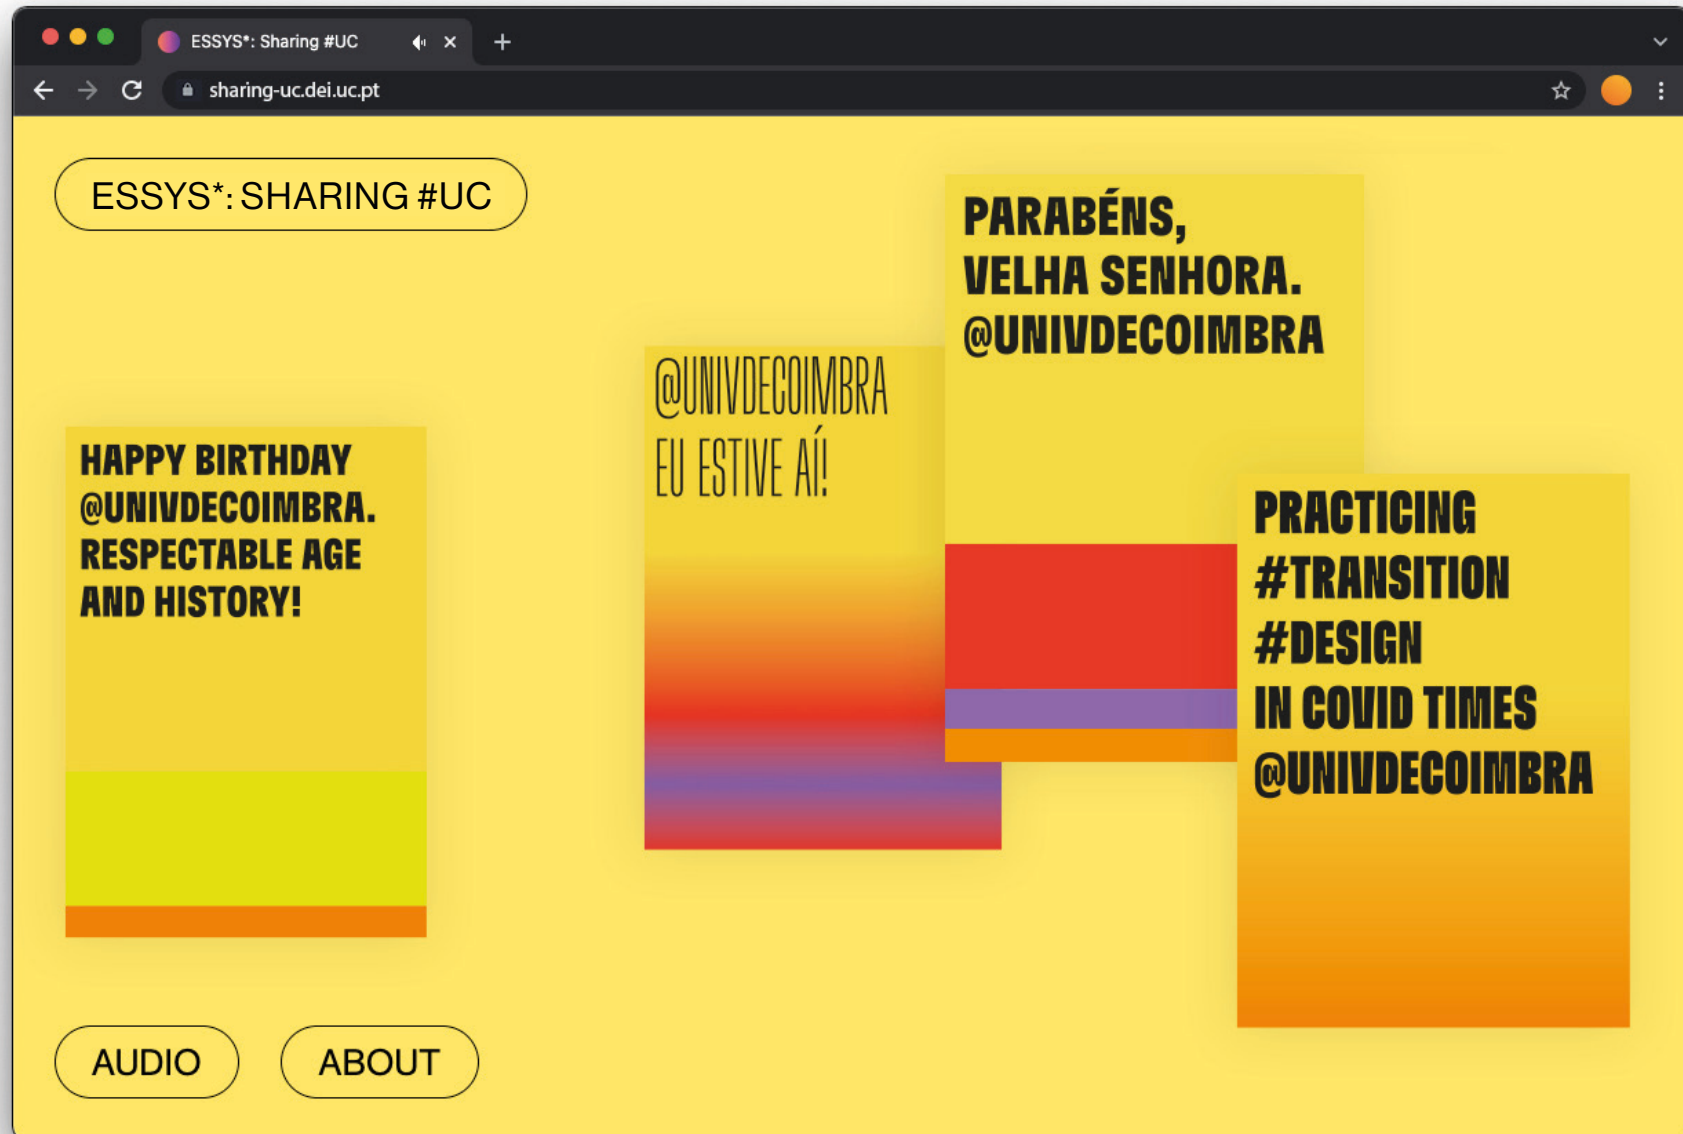 ESSYS*: Sharing #UC
sharing-uc.dei.uc.pt
ESSYS*: SHARING #UC
HAPPY BIRTHDAY
@UNIVDECOIMBRA.
RESPECTABLE AGE
AND HISTORY!
@UNIVDECOIMBRA
EU ESTIVE AÍ!
PARABÉNS,
VELHA SENHORA.
@UNIVDECOIMBRA
PRACTICING
#TRANSITION
#DESIGN
IN COVID TIMES
@UNIVDECOIMBRA
AUDIO
ABOUT